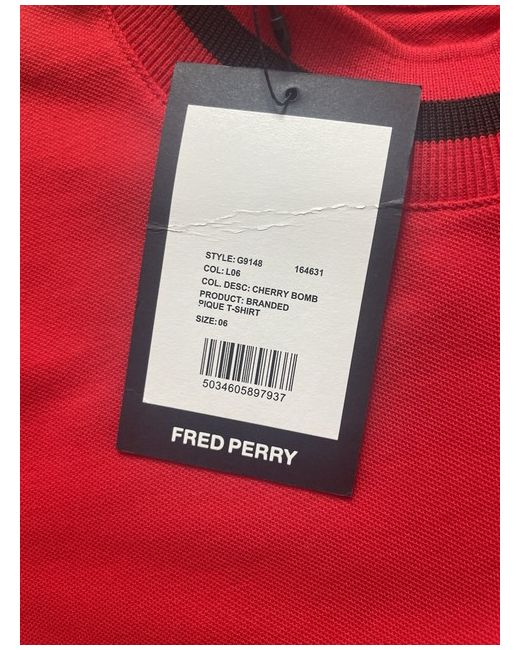 STYLE: G9148 164631
COL: L06
COL. DESC: CHERRY BOMB
PRODUCT: BRANDED
PIQUE T-SHIRT
SIZE: 06
5034605897937
FRED PERRY